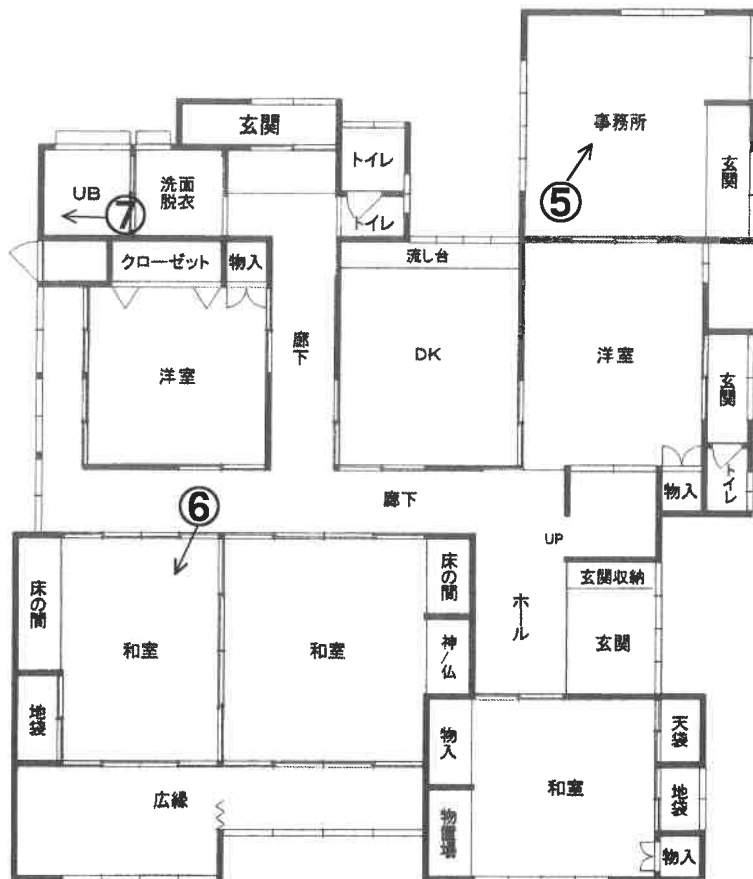 玄関
事務所
トイレ
洗面
脱衣
UB
⑦
⑤
玄関
トイレ
クローゼット
物入
流し台
廊下
洋室
DK
洋室
玄関
トイレ
物入
廊下
⑥
UP
床の間
床の間
玄関収納
ホール
和室
和室
神/仏
玄関
地袋
物入
天袋
和室
地袋
広縁
物置場
物入